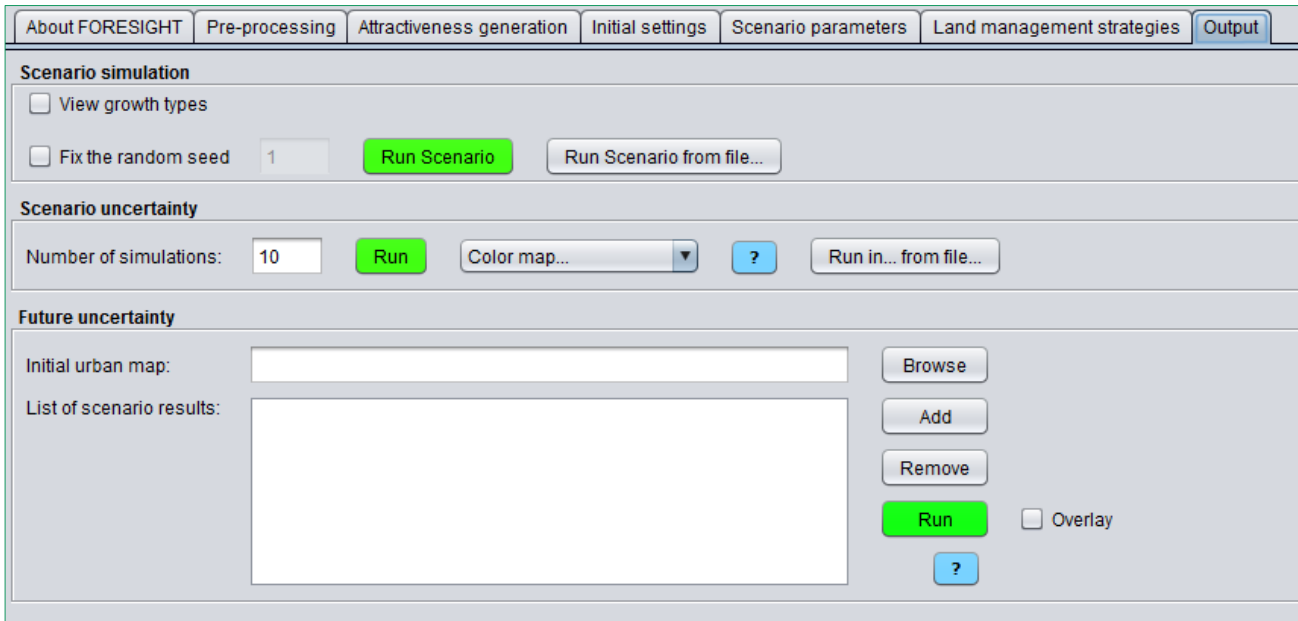 About FORESIGHT Pre-processing Attractiveness generation Initial settings Scenario parameters Land management strategies Output
Scenario simulation
View growth types
Fix the random seed 1 Run Scenario Run Scenario from file...
Scenario uncertainty
Number of simulations: 10 Run Color map... ? Run in... from file...
Future uncertainty
Initial urban map: Browse
List of scenario results: Add
Remove
Run Overlay
?